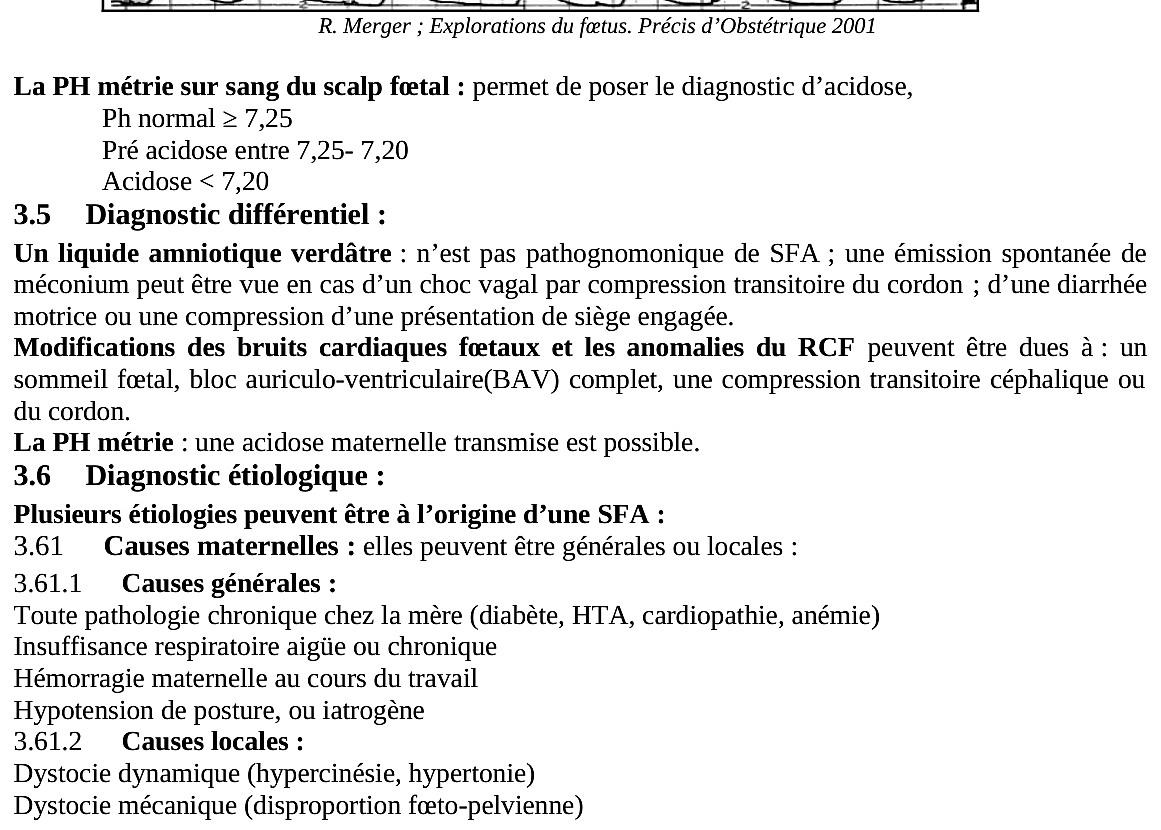 R. Merger ; Explorations du fœtus. Précis d’Obstétrique 2001
La PH métrie sur sang du scalp fœtal : permet de poser le diagnostic d’acidose,
Ph normal ≥ 7,25
Pré acidose entre 7,25- 7,20
Acidose < 7,20
3.5 Diagnostic différentiel :
Un liquide amniotique verdâtre : n’est pas pathognomonique de SFA ; une émission spontanée de
méconium peut être vue en cas d’un choc vagal par compression transitoire du cordon ; d’une diarrhée
motrice ou une compression d’une présentation de siège engagée.
Modifications des bruits cardiaques fœtaux et les anomalies du RCF peuvent être dues à : un
sommeil fœtal, bloc auriculo-ventriculaire(BAV) complet, une compression transitoire céphalique ou
du cordon.
La PH métrie : une acidose maternelle transmise est possible.
3.6 Diagnostic étiologique :
Plusieurs étiologies peuvent être à l’origine d’une SFA :
3.61 Causes maternelles : elles peuvent être générales ou locales :
3.61.1 Causes générales :
Toute pathologie chronique chez la mère (diabète, HTA, cardiopathie, anémie)
Insuffisance respiratoire aigüe ou chronique
Hémorragie maternelle au cours du travail
Hypotension de posture, ou iatrogène
3.61.2 Causes locales :
Dystocie dynamique (hypercinésie, hypertonie)
Dystocie mécanique (disproportion fœto-pelvienne)